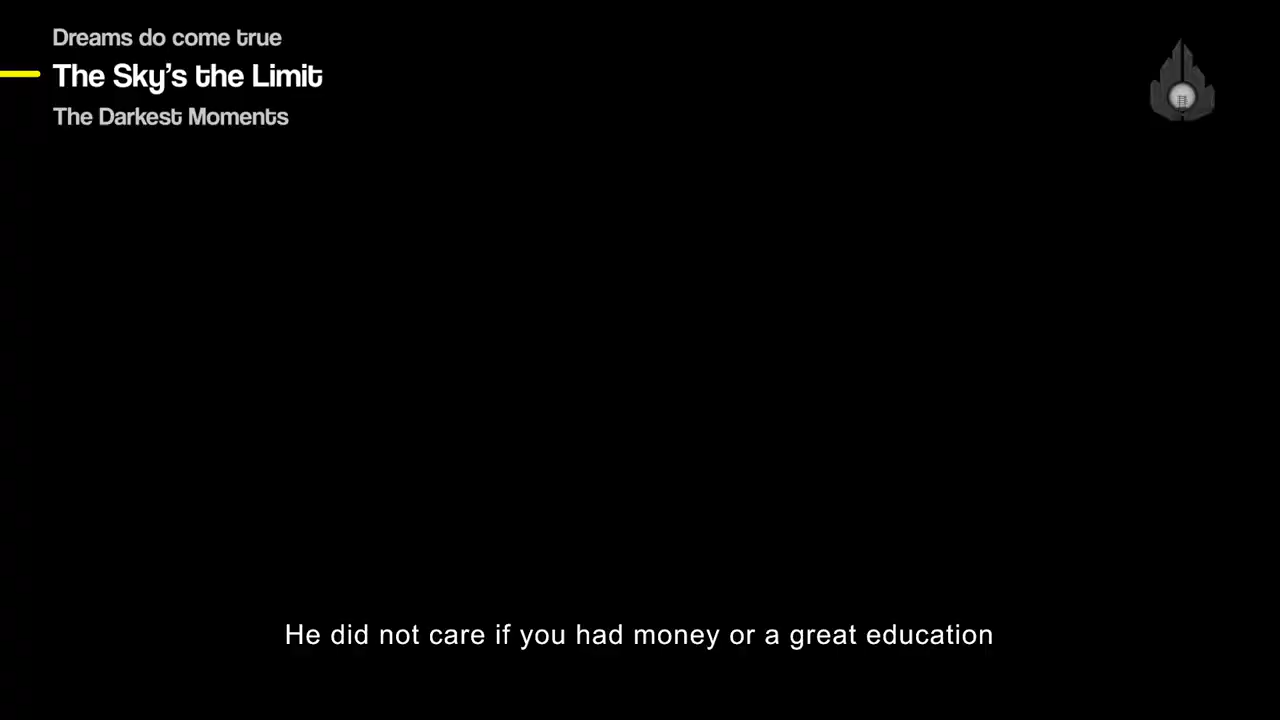 Dreams do come true
The Sky’s the Limit
The Darkest Moments
He did not care if you had money or a great education